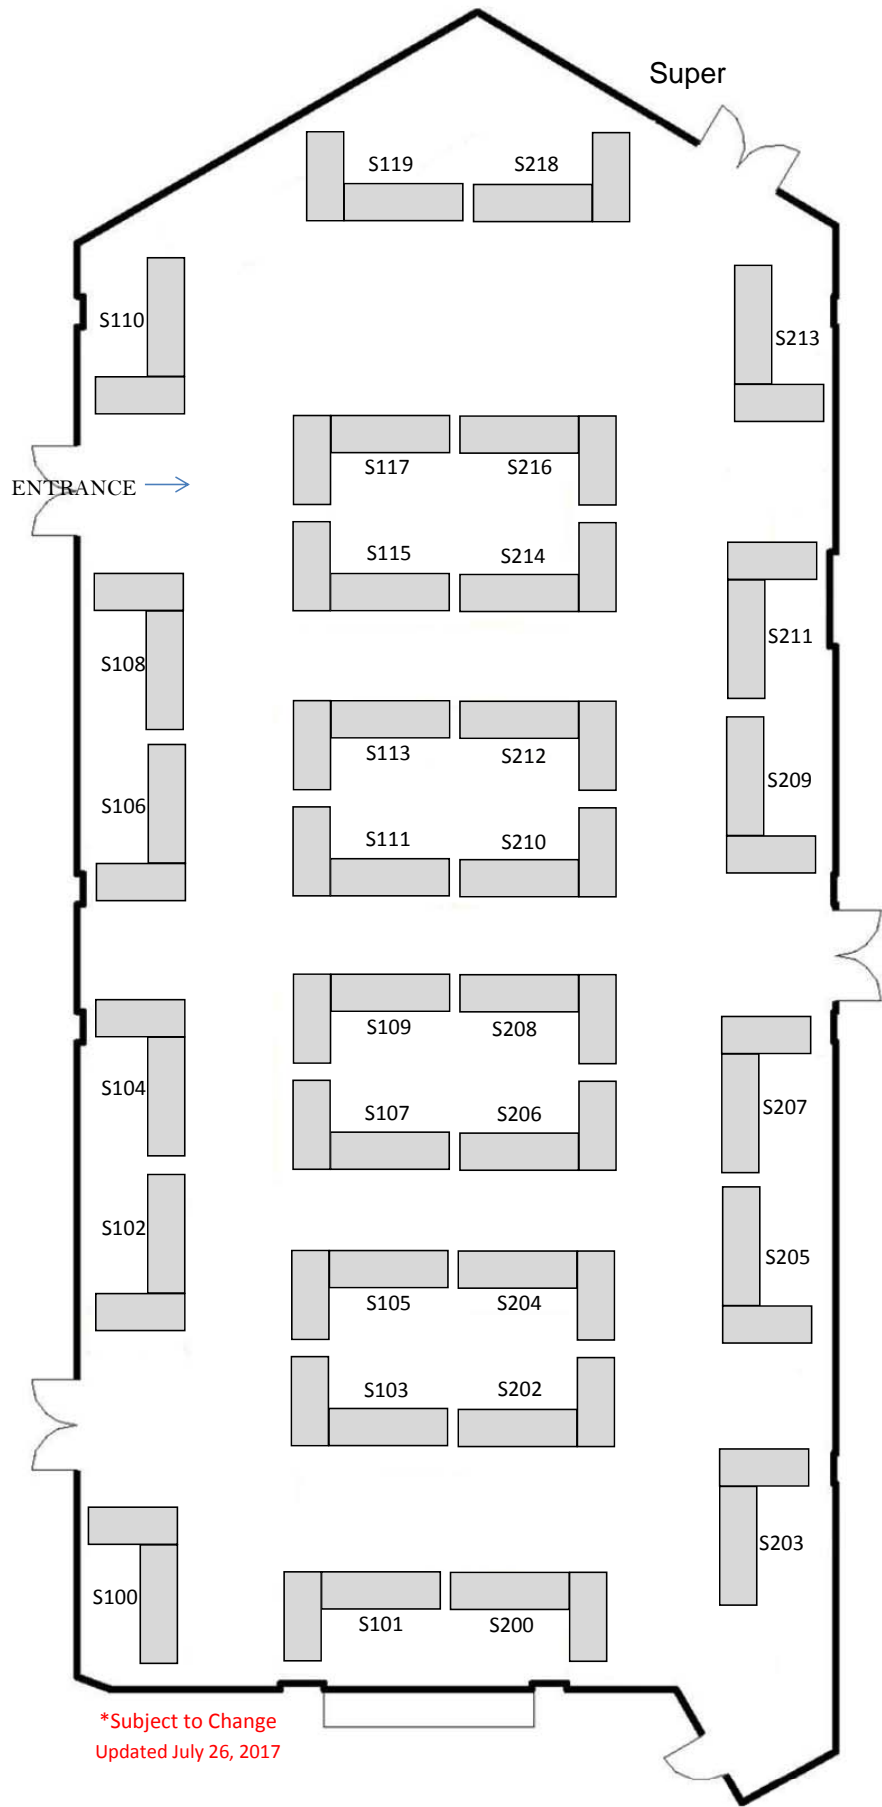 Super
S119
S218
S110
S213
S117
S216
ENTRANCE
S115
S214
S211
S108
S113
S212
S209
S106
S111
S210
S109
S208
S104
S207
S107
S206
S102
S205
S105
S204
S103
S202
S203
S100
S101
S200
*Subject to Change
Updated July 26, 2017